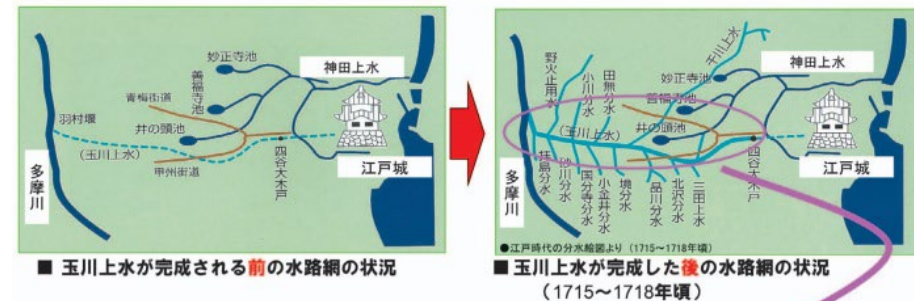 妙正寺池
善福寺池
神田上水
青梅街道
羽村堰
井の頭池
(玉川上水)
甲州街道
四谷大木戸
江戸城
多摩川
■ 玉川上水が完成される前の水路網の状況
野火止用水
小川分水
田無分水
千川上水
妙正寺池
神田上水
善福寺池
井の頭池
(玉川上水)
四谷大木戸
江戸城
多摩川
拝島分水
砂川分水
国分寺分水
小金井分水
境分水
品川分水
北沢分水
三田上水
●江戸時代の分水絵図より(1715〜1718年頃)
■ 玉川上水が完成した後の水路網の状況
(1715〜1718年頃)